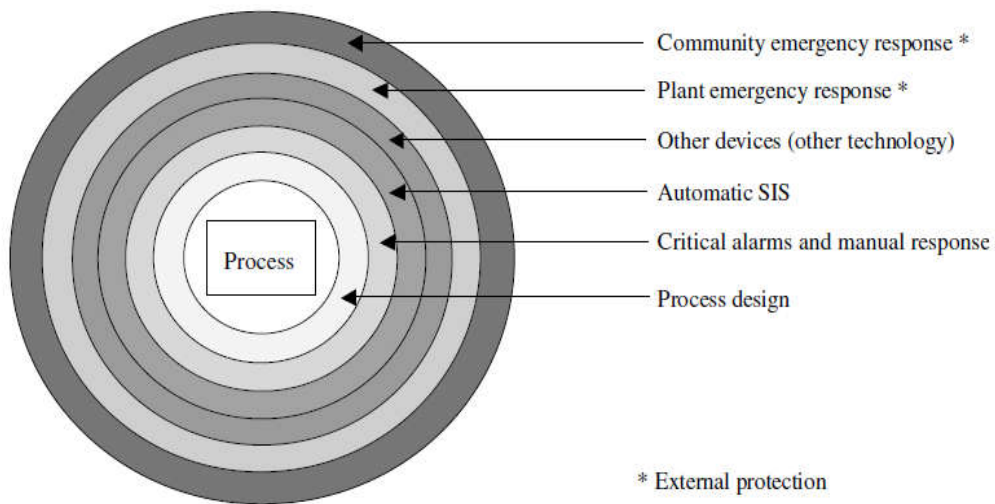 Community emergency response *
Plant emergency response *
Other devices (other technology)
Automatic SIS
Critical alarms and manual response
Process
Process design
* External protection